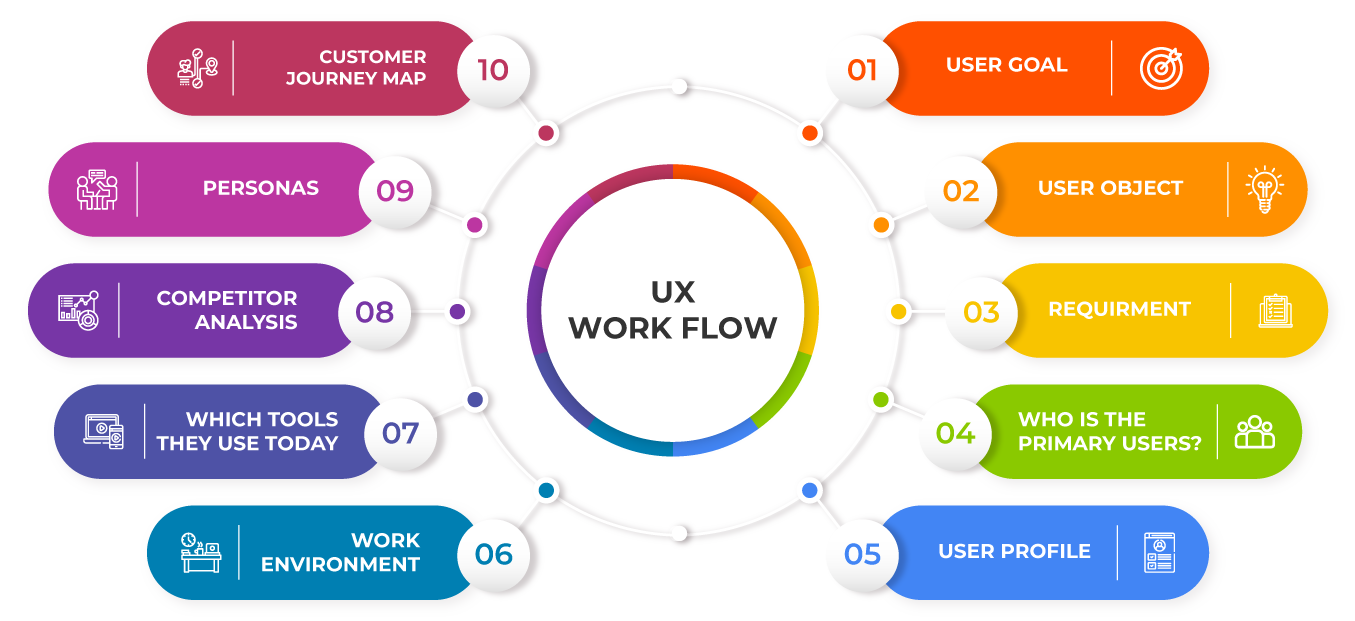 UX
WORK FLOW
01
USER GOAL
02
USER OBJECT
03
REQUIRMENT
04
WHO IS THE
PRIMARY USERS?
05
USER PROFILE
06
WORK
ENVIRONMENT
07
WHICH TOOLS
THEY USE TODAY
08
COMPETITOR
ANALYSIS
09
PERSONAS
10
CUSTOMER
JOURNEY MAP